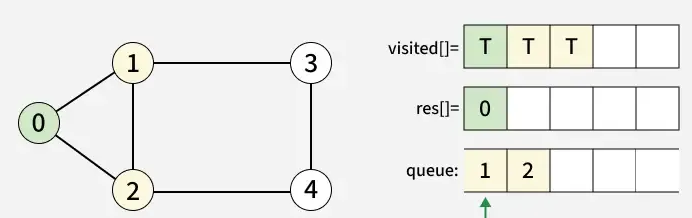 visited[]= T T T
1 3
0
res[]= 0
2 4
queue: 1 2